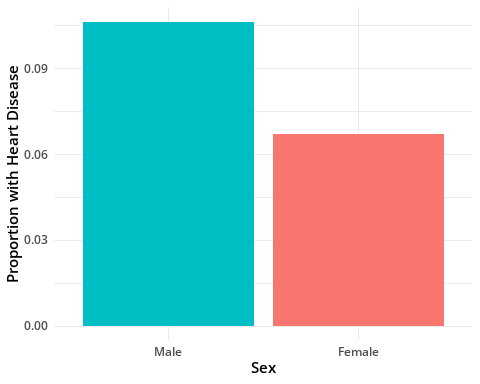 Proportion with Heart Disease
0.09
0.06
0.03
0.00
Male
Female
Sex